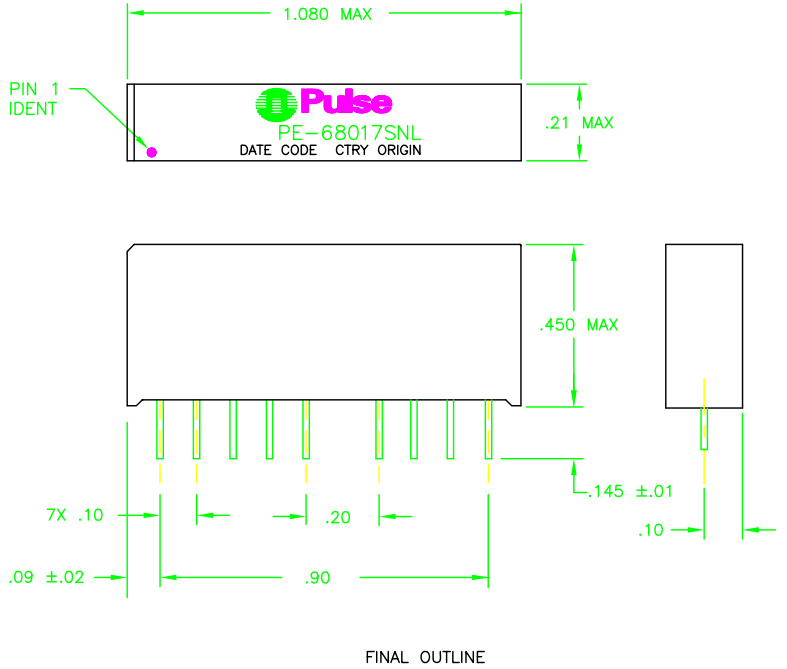 1.080 MAX
PIN 1
IDENT
n Pulse
PE-68017SNL
DATE CODE CTRY ORIGIN
.21 MAX
.450 MAX
.145 ±.01
7X .10
.20
.10
.09 ±.02
.90
FINAL OUTLINE